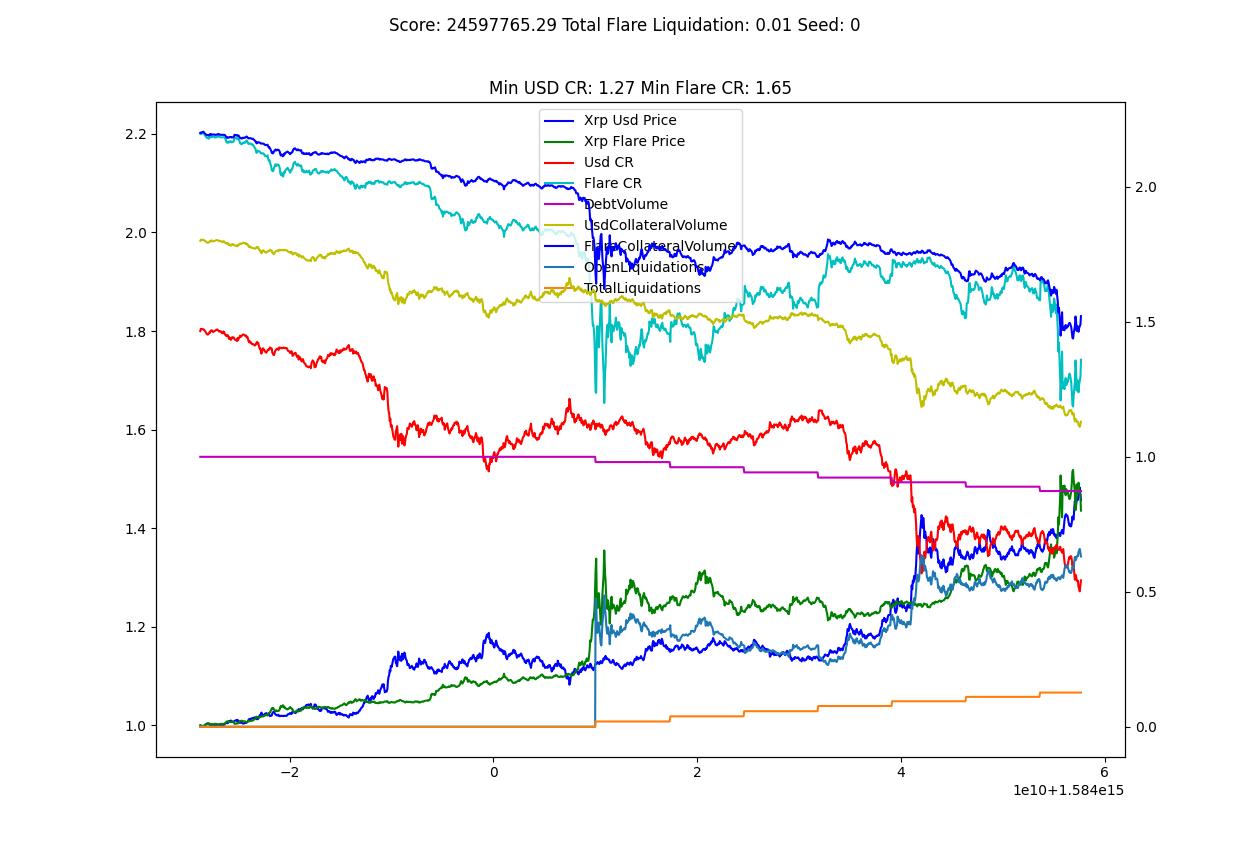 Score: 24597765.29 Total Flare Liquidation: 0.01 Seed: 0
Min USD CR: 1.27 Min Flare CR: 1.65
Xrp Usd Price
Xrp Flare Price
Usd CR
Flare CR
DebtVolume
UsdCollateralVolume
FlareCollateralVolume
OpenLiquidations
TotalLiquidations
2.2
2.0
1.8
1.6
1.4
1.2
1.0
2.0
1.5
1.0
0.5
0.0
−2
0
2
4
6
1e10+1.584e15